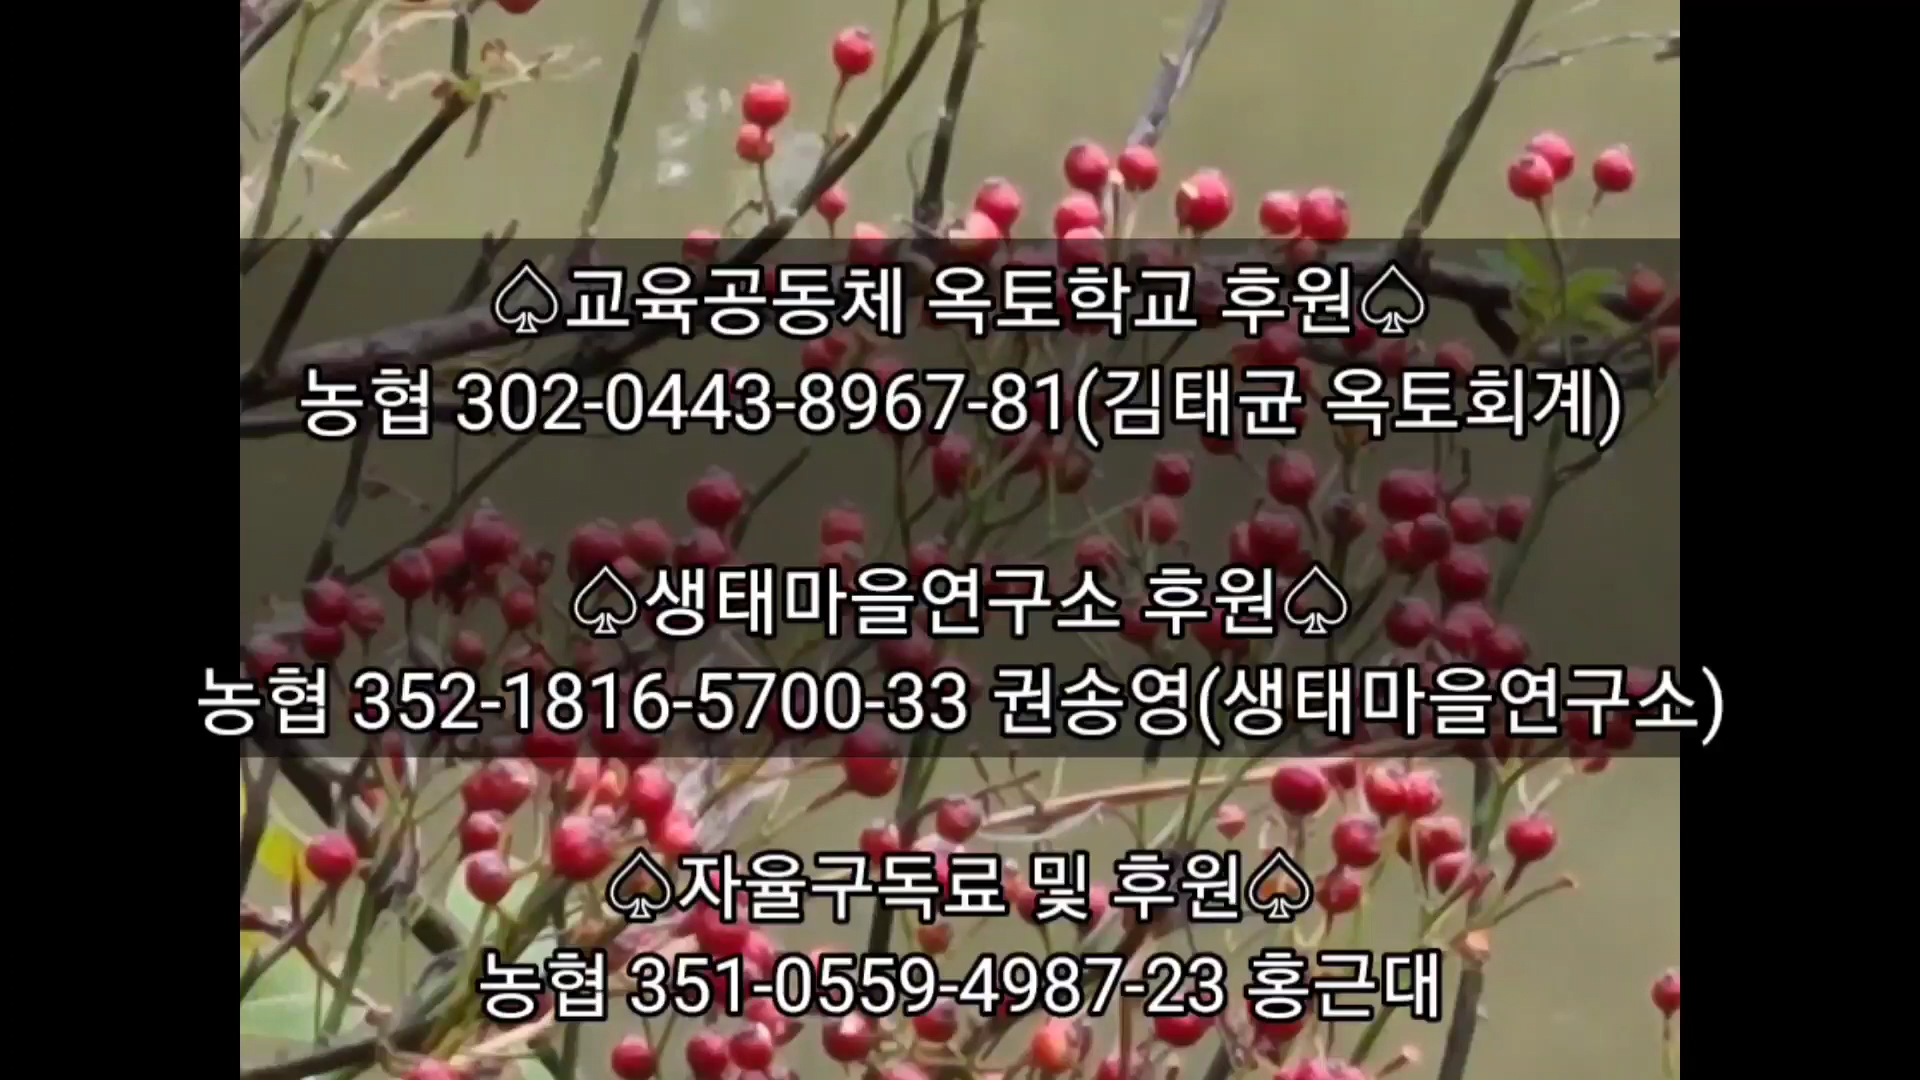 ♤교육공동체 옥토학교 후원♤
농협 302-0443-8967-81(김태균 옥토회계)
♤생태마을연구소 후원♤
농협 352-1816-5700-33 권송영(생태마을연구소)
♤자율구독료 및 후원♤
농협 351-0559-4987-23 홍근대